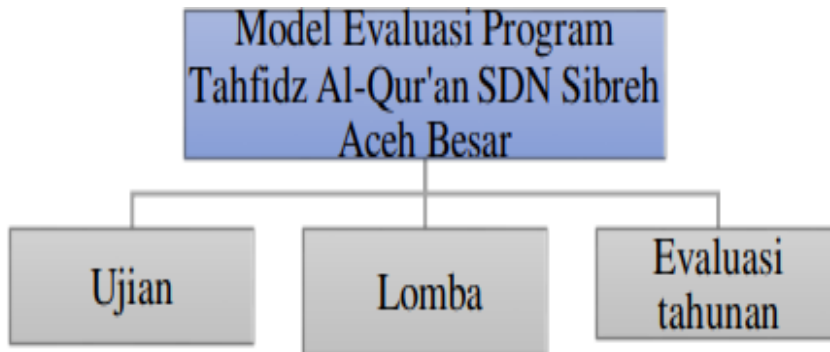 Model Evaluasi Program
Tahfidz Al-Qur'an SDN Sibreh
Aceh Besar
Ujian
Lomba
Evaluasi
tahunan